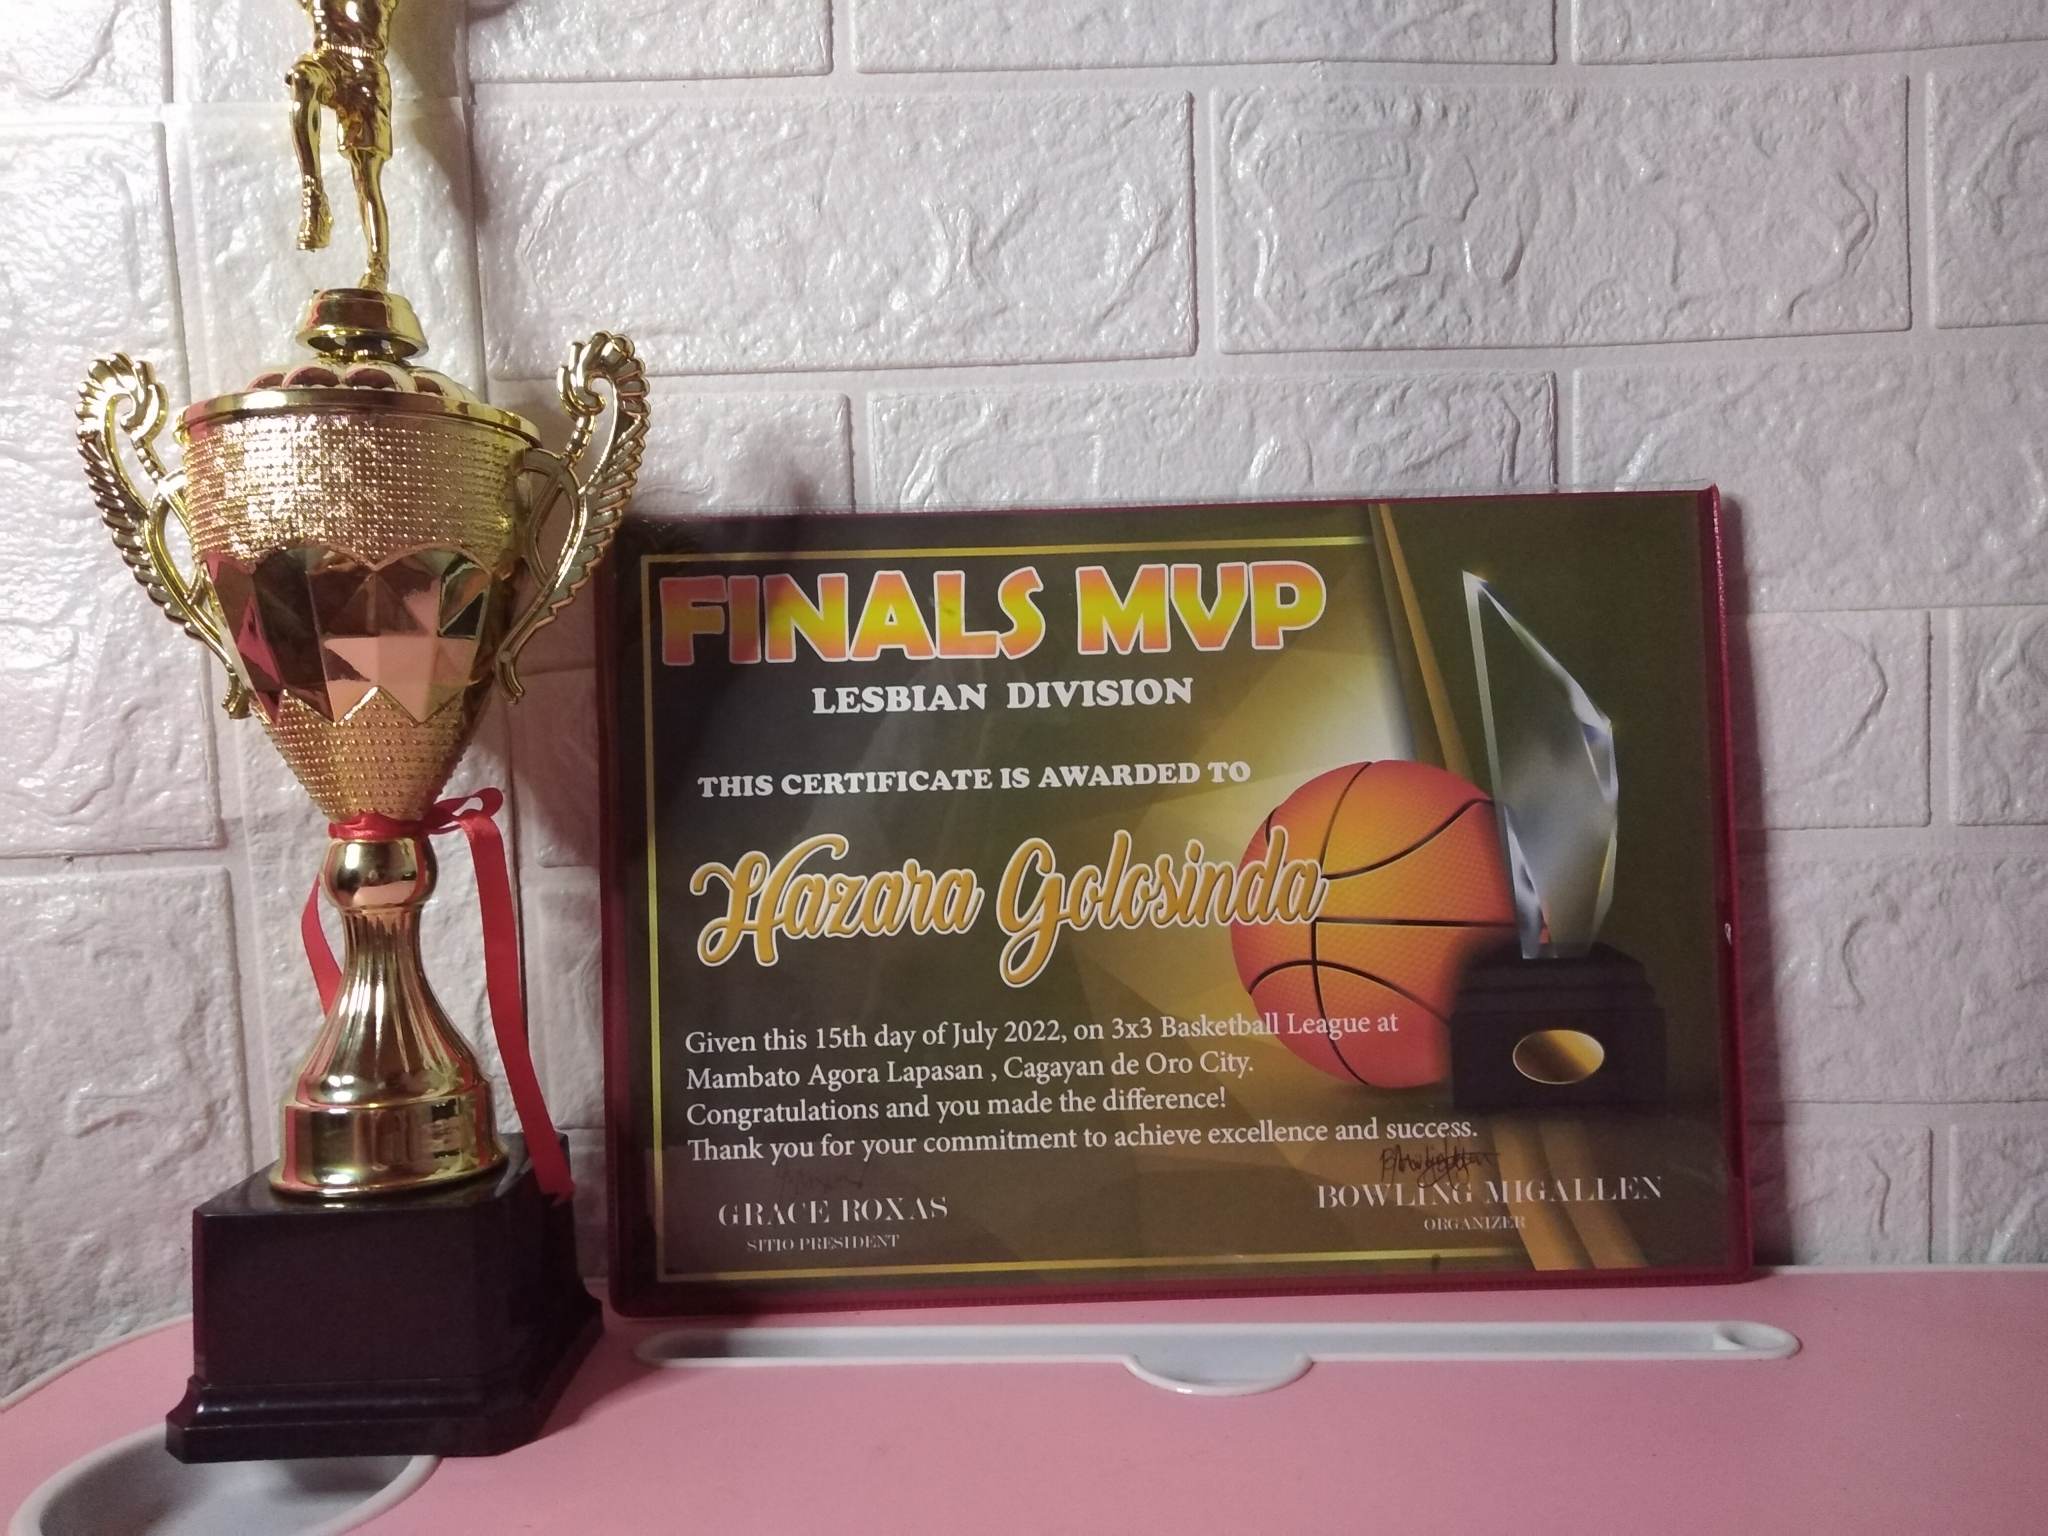 FINALS MVP
LESBIAN DIVISION
THIS CERTIFICATE IS AWARDED TO
Hazara Golosinda
Given this 15th day of July 2022, on 3x3 Basketball League at
Mambato Agora Lapasan , Cagayan de Oro City.
Congratulations and you made the difference!
Thank you for your commitment to achieve excellence and success.
GRACE ROXAS
SITIO PRESIDENT
BOWLING MIGALLEN
ORGANIZER